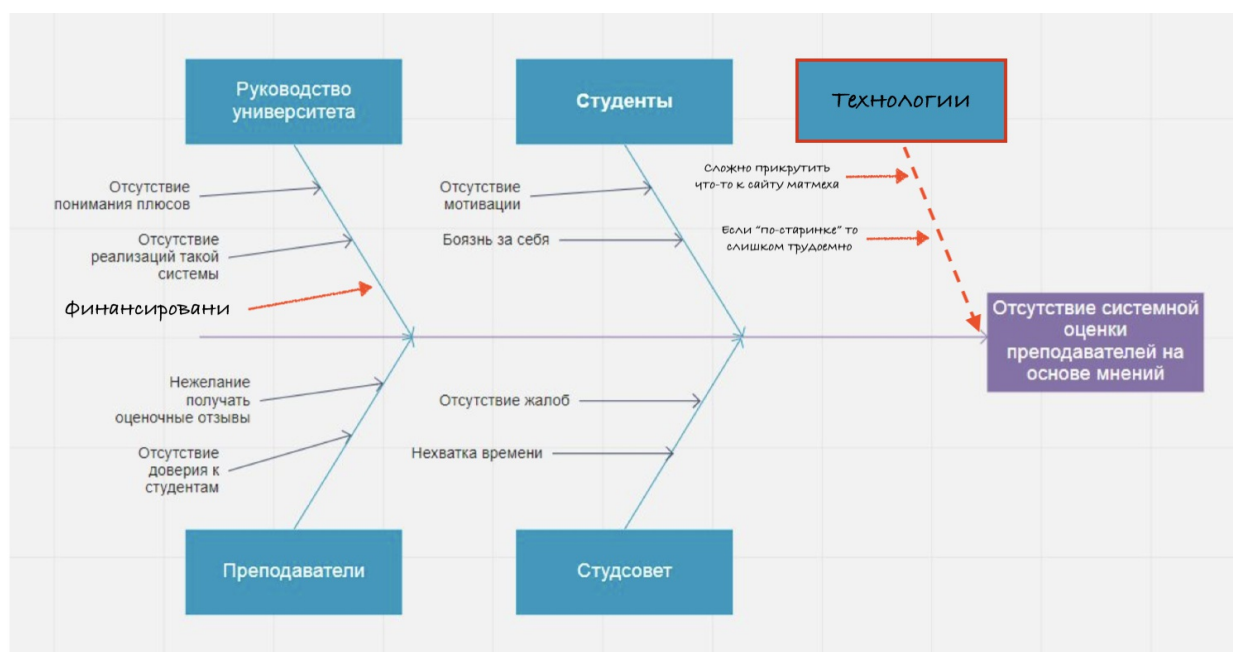 Руководство
университета
Студенты
Технологии
Отсутствие
понимания плюсов
Отсутствие
реализаций такой
системы
Финансировани
Отсутствие
мотивации
Боязнь за себя
Сложно прикрутить
что-то к сайту матмеха
Если "по-старинке" то
слишком трудоемно
Отсутствие системной
оценки
преподавателей на
основе мнений
Нежелание
получать
оценочные отзывы
Отсутствие
доверия к
студентам
Отсутствие жалоб
Нехватка времени
Преподаватели
Студсовет